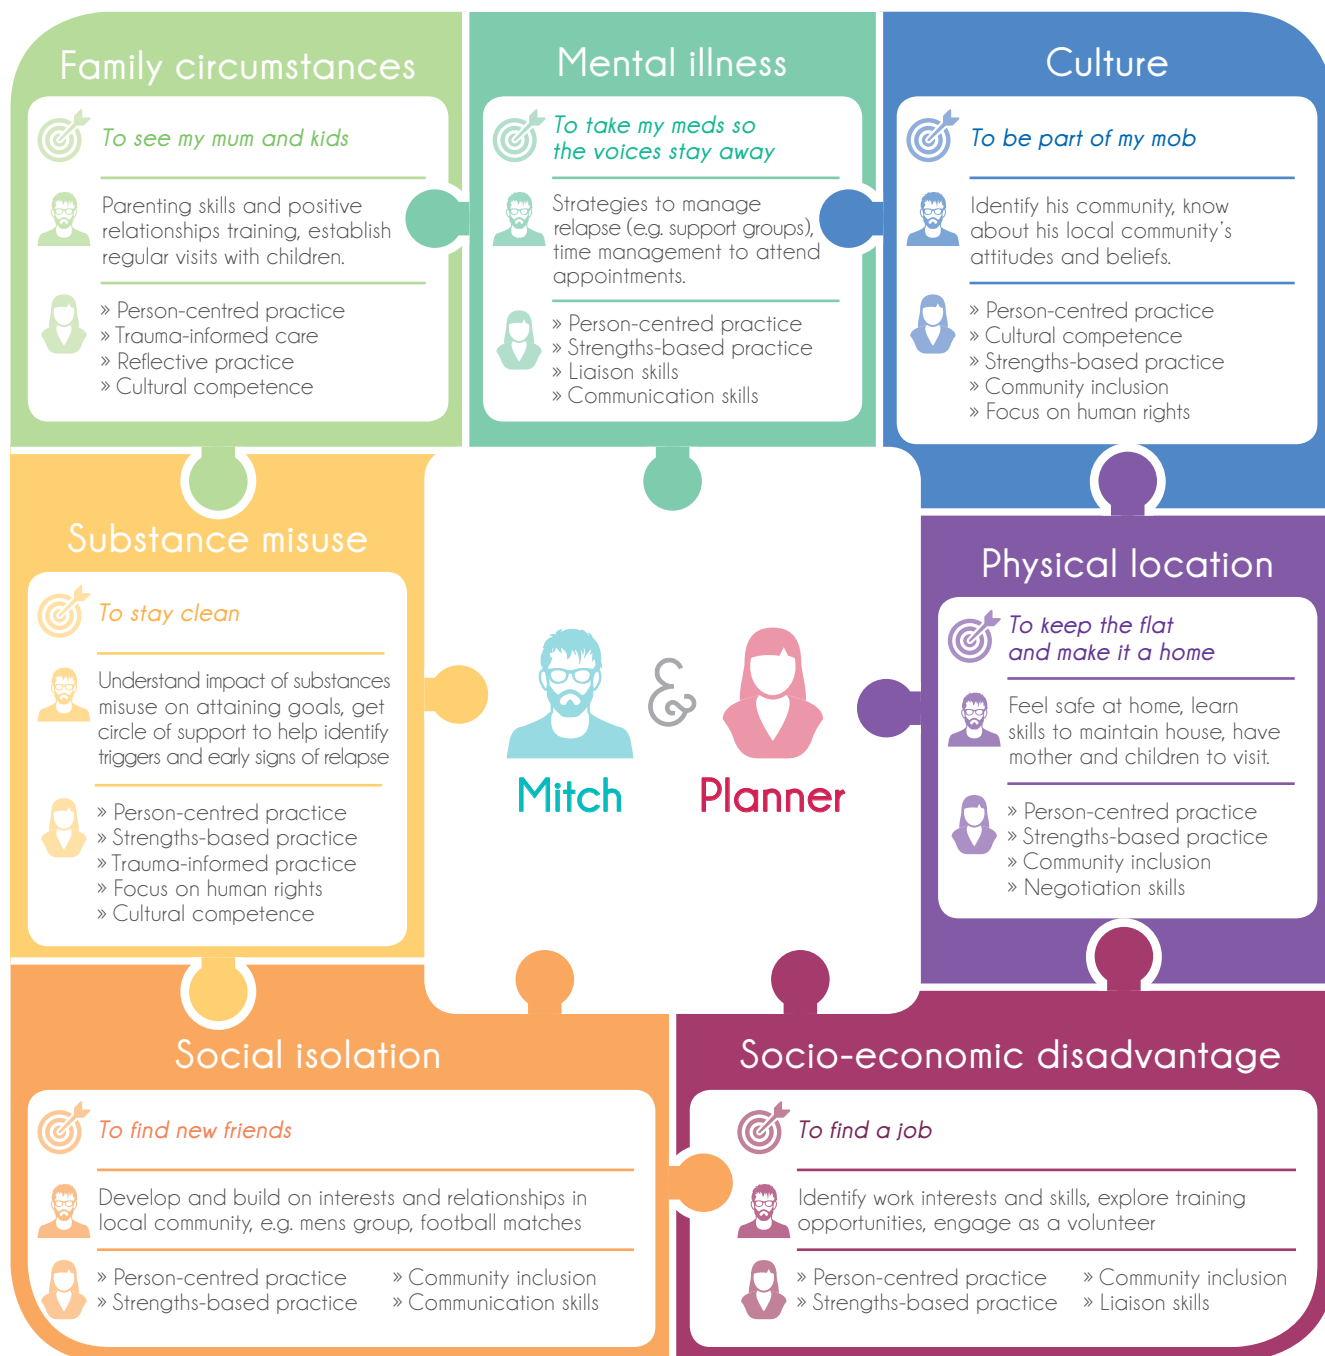 Family circumstances
To see my mum and kids
Parenting skills and positive
relationships training, establish
regular visits with children.
» Person-centred practice
» Trauma-informed care
» Reflective practice
» Cultural competence
Mental illness
To take my meds so
the voices stay away
Strategies to manage
relapse (e.g. support groups),
time management to attend
appointments.
» Person-centred practice
» Strengths-based practice
» Liaison skills
» Communication skills
Culture
To be part of my mob
Identify his community, know
about his local community's
attitudes and beliefs.
» Person-centred practice
» Cultural competence
» Strengths-based practice
» Community inclusion
» Focus on human rights
Substance misuse
To stay clean
Understand impact of substances
misuse on attaining goals, get
circle of support to help identify
triggers and early signs of relapse
» Person-centred practice
» Strengths-based practice
» Trauma-informed practice
» Focus on human rights
» Cultural competence
&
Mitch Planner
Physical location
To keep the flat
and make it a home
Feel safe at home, learn
skills to maintain house, have
mother and children to visit.
» Person-centred practice
» Strengths-based practice
» Community inclusion
» Negotiation skills
Social isolation
To find new friends
Develop and build on interests and relationships in
local community, e.g. mens group, football matches
» Person-centred practice » Community inclusion
» Strengths-based practice » Communication skills
Socio-economic disadvantage
To find a job
Identify work interests and skills, explore training
opportunities, engage as a volunteer
» Person-centred practice » Community inclusion
» Strengths-based practice » Liaison skills